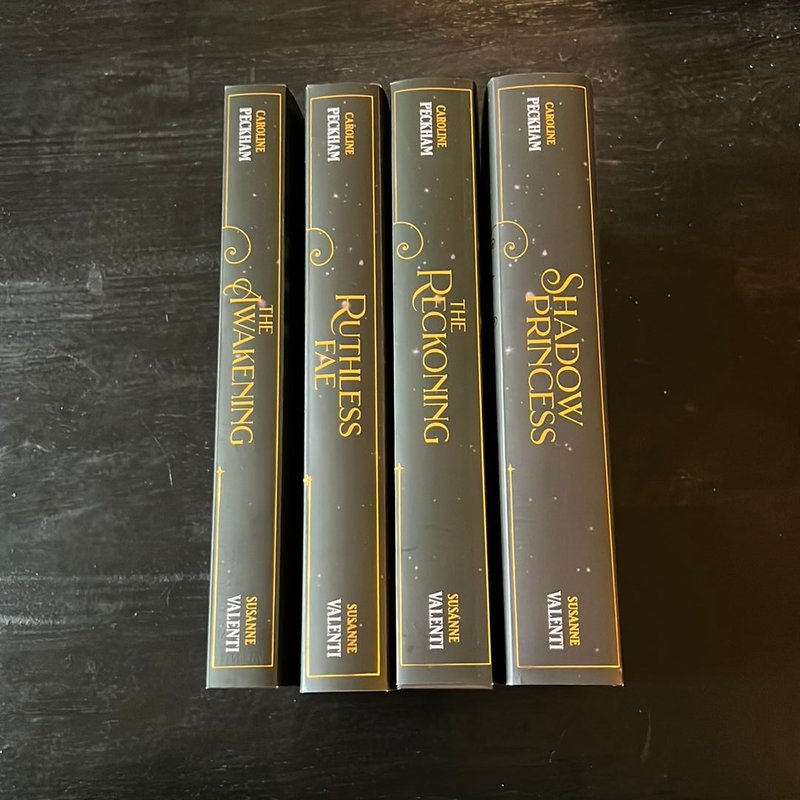 CAROLINE
PECKHAM
THE
AWAKENING
SUSANNE
VALENTI
CAROLINE
PECKHAM
RUTHLESS
FAE
SUSANNE
VALENTI
CAROLINE
PECKHAM
THE
RECKONING
SUSANNE
VALENTI
CAROLINE
PECKHAM
SHADOW
PRINCESS
SUSANNE
VALENTI